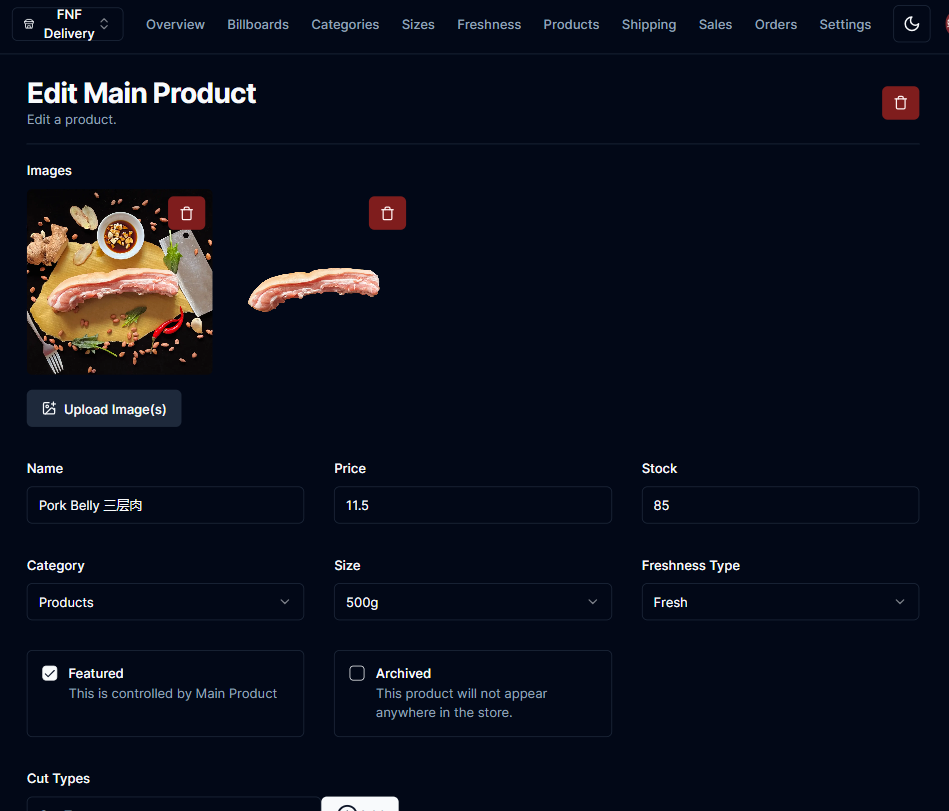 FNF
Delivery
Overview
Billboards
Categories
Sizes
Freshness
Products
Shipping
Sales
Orders
Settings
Edit Main Product
Edit a product.
Images
Upload Image(s)
Name
Price
Stock
Pork Belly 三层肉
11.5
85
Category
Size
Freshness Type
Products
500g
Fresh
Featured
This is controlled by Main Product
Archived
This product will not appear
anywhere in the store.
Cut Types